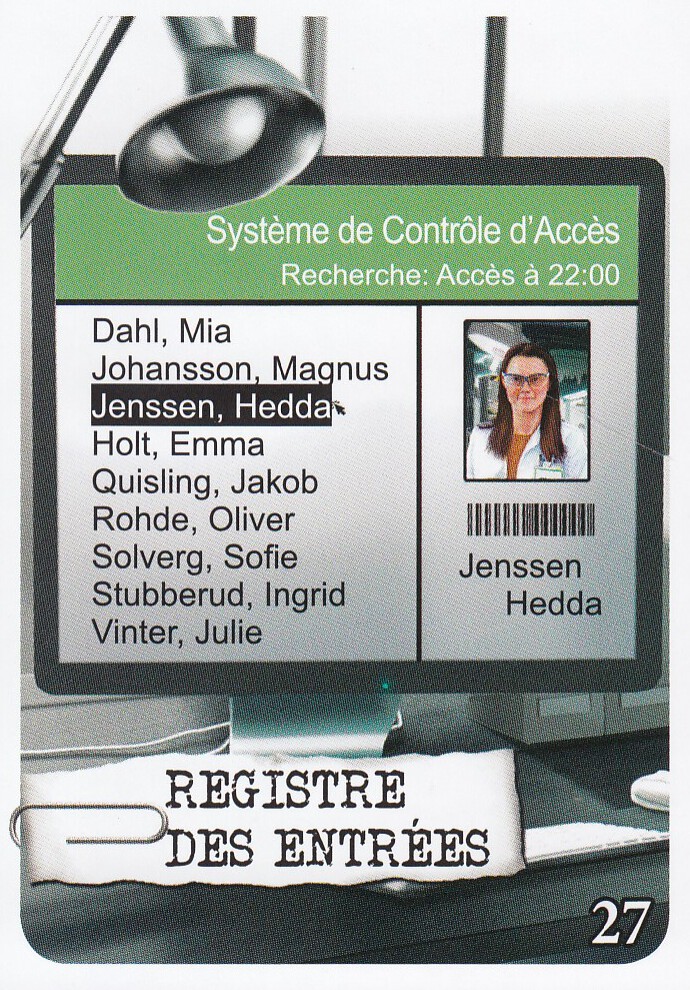 Système de Contrôle d'Accès
Recherche: Accès à 22:00
Dahl, Mia
Johansson, Magnus
Jenssen, Hedda
Holt, Emma
Quisling, Jakob
Rohde, Oliver
Solverg, Sofie
Stubberud, Ingrid
Vinter, Julie
Jenssen
Hedda
REGISTRE
DES ENTRÉES
27